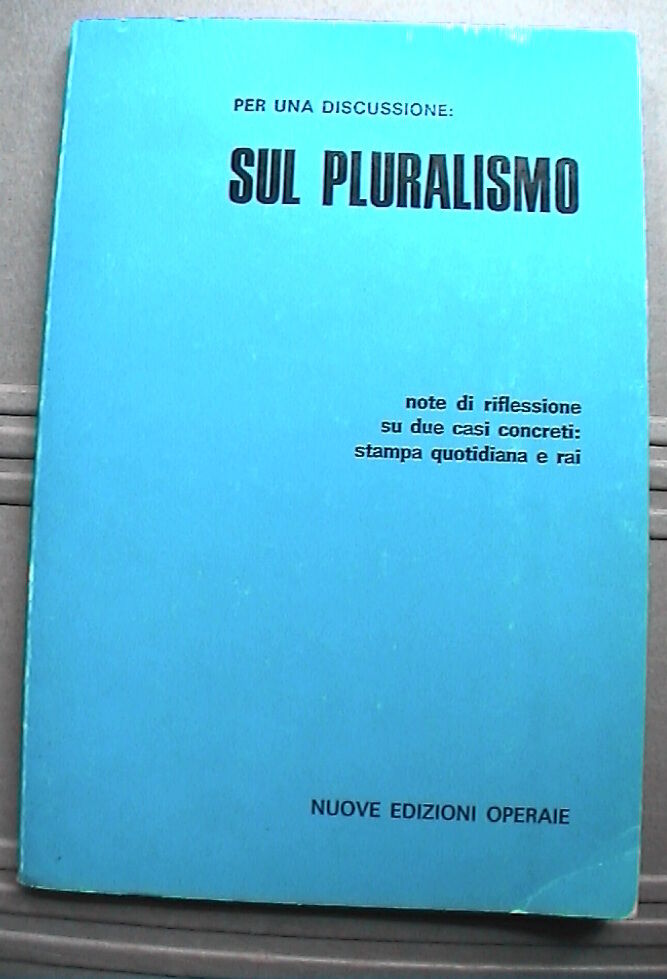 PER UNA DISCUSSIONE:
SUL PLURALISMO
note di riflessione
su due casi concreti:
stampa quotidiana e rai
NUOVE EDIZIONI OPERAIE